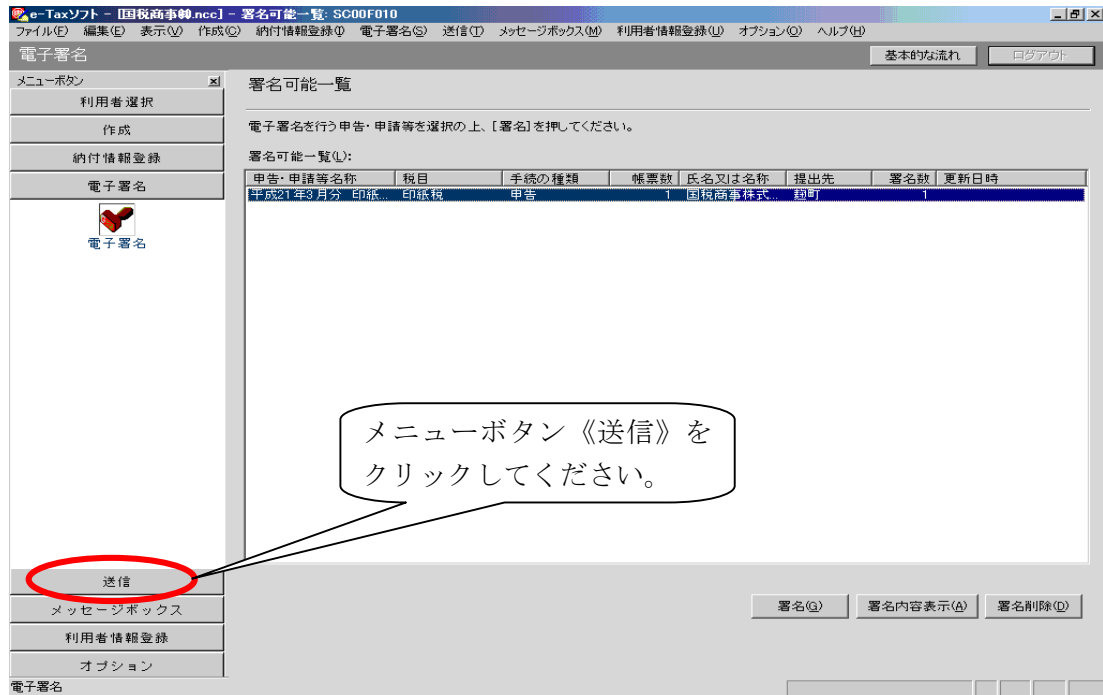 e-Taxソフト - [国税商事㈱.ncc] - 署名可能一覧: SC00F010
ファイル(F) 編集(E) 表示(V) 作成(C) 納付情報登録(I) 電子署名(S) 送信(T) メッセージボックス(M) 利用者情報登録(U) オプション(O) ヘルプ(H)
電子署名 基本的な流れ ログアウト
メニューボタン
利用者選択
作成
納付情報登録
電子署名
電子署名
署名可能一覧
電子署名を行う申告・申請等を選択の上、[署名]を押してください。
署名可能一覧(L):
申告・申請等名称 税目 手続の種類 帳票数 氏名又は名称 提出先 署名数 更新日時
平成21年3月分 印紙... 印紙税 申告 1 国税商事株式... 麹町 1
メニューボタン《送信》を
クリックしてください。
送信
メッセージボックス
利用者情報登録
オプション
署名(G) 署名内容表示(A) 署名削除(D)
電子署名